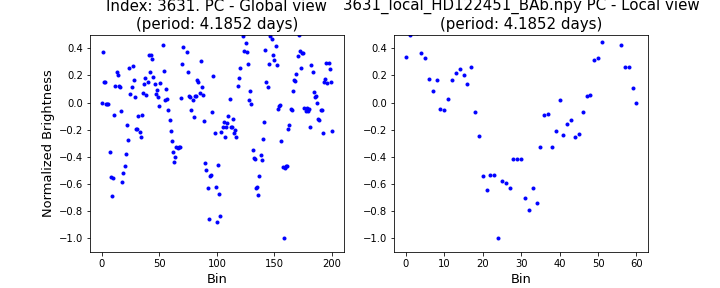 Index: 3631. PC - Global view
(period: 4.1852 days)
3631_local_HD122451_BAb.npy PC - Local view
(period: 4.1852 days)
Normalized Brightness
0.4
0.2
0.0
−0.2
−0.4
−0.6
−0.8
−1.0
0 50 100 150 200
Bin
0.4
0.2
0.0
−0.2
−0.4
−0.6
−0.8
−1.0
0 10 20 30 40 50 60
Bin